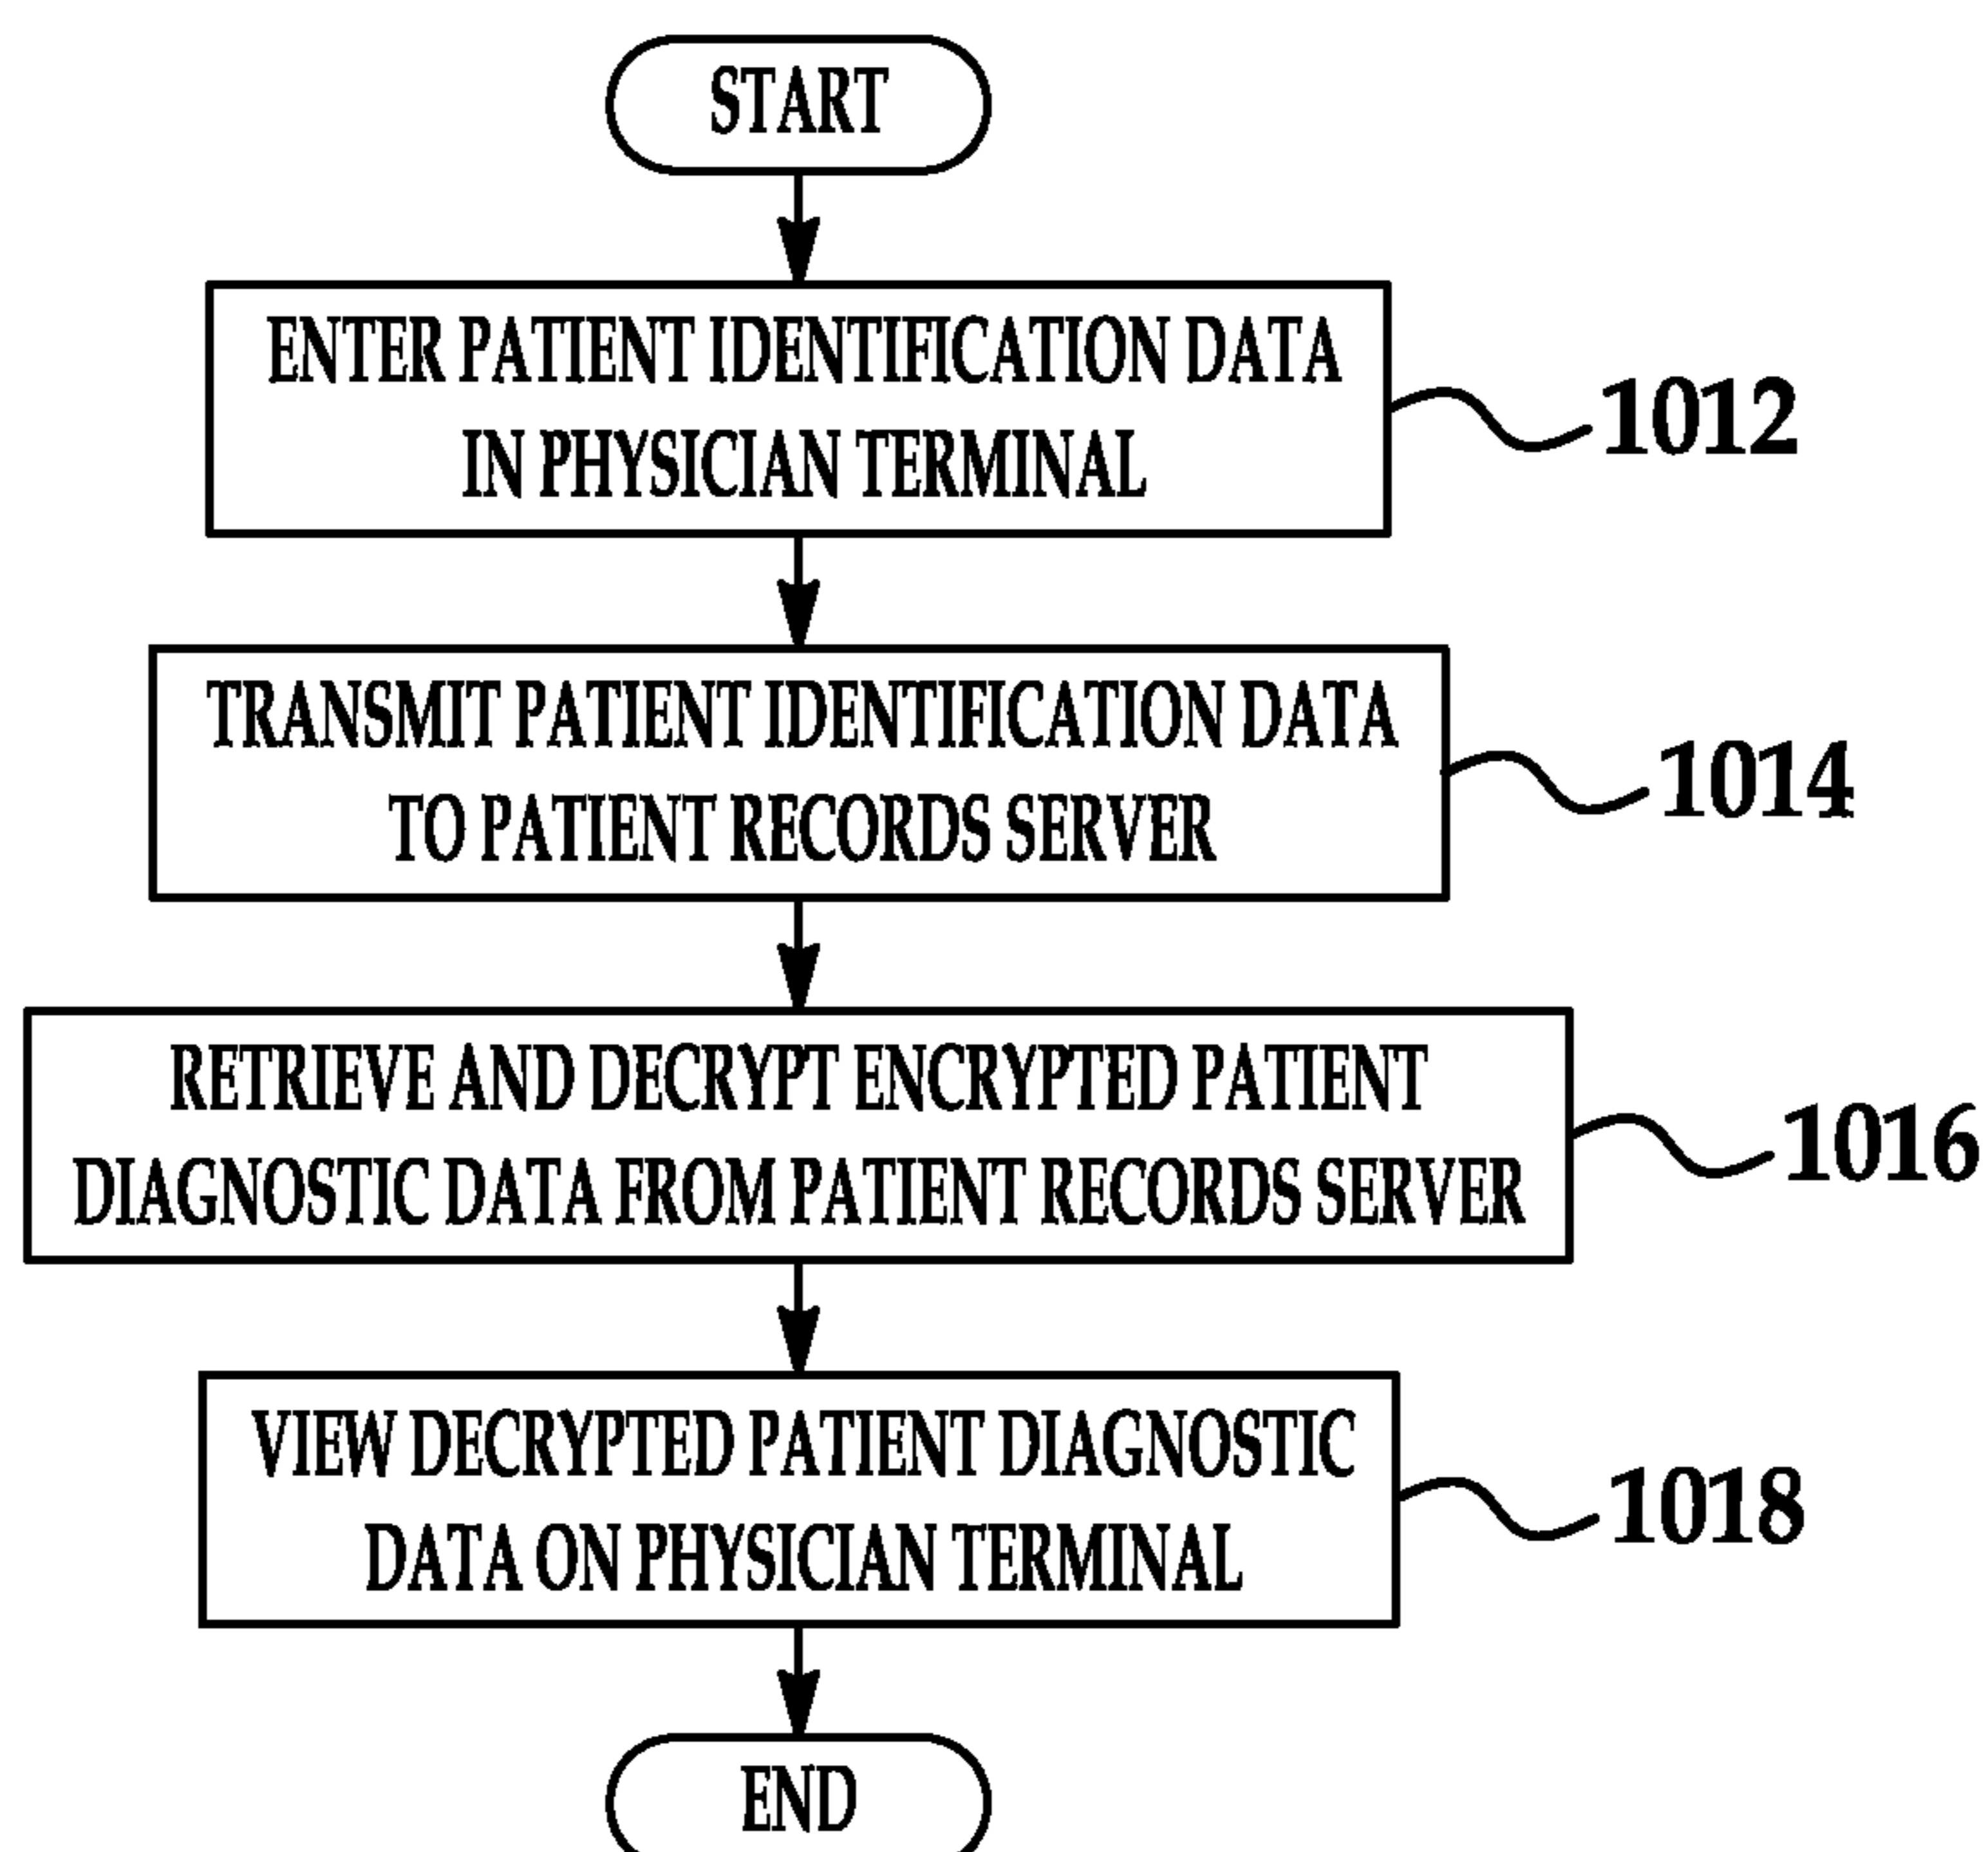 START
ENTER PATIENT IDENTIFICATION DATA
IN PHYSICIAN TERMINAL
1012
TRANSMIT PATIENT IDENTIFICATION DATA
TO PATIENT RECORDS SERVER
1014
RETRIEVE AND DECRYPT ENCRYPTED PATIENT
DIAGNOSTIC DATA FROM PATIENT RECORDS SERVER
1016
VIEW DECRYPTED PATIENT DIAGNOSTIC
DATA ON PHYSICIAN TERMINAL
1018
END